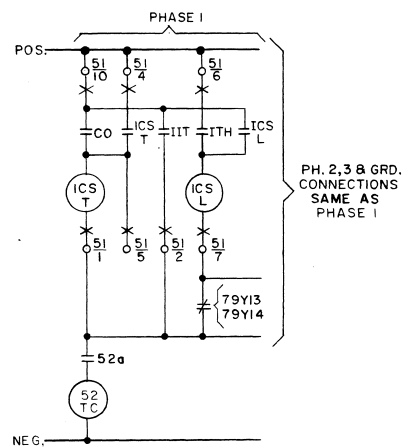 PHASE I
POS.
51/10 51/4 51/6
CO ICS T IIT ITH ICS L
ICS T ICS L
PH. 2,3 & GRD. CONNECTIONS SAME AS PHASE I
51/1 51/5 51/2 51/7
79Y13
79Y14
52a
52 TC
NEG.